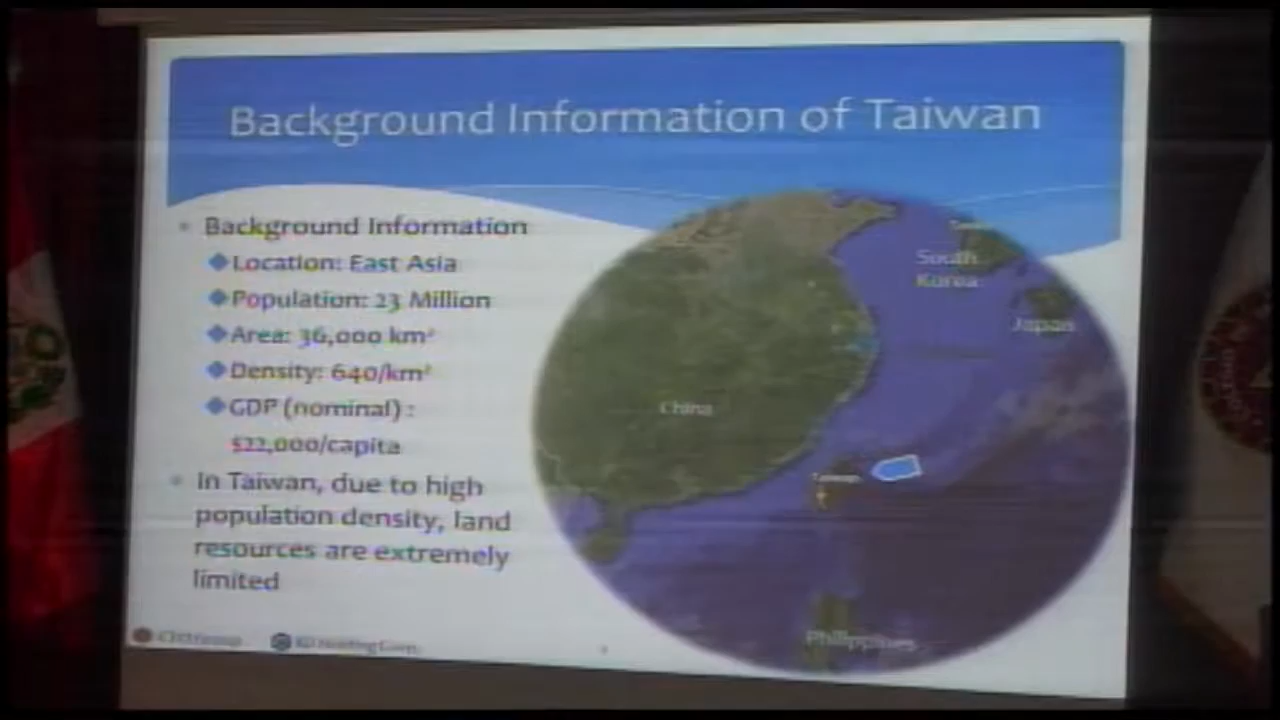 Background Information of Taiwan
Background Information
Location: East Asia
Population: 23 Million
Area: 36,000 km²
Density: 640/km²
GDP (nominal) :
$22,000/capita
In Taiwan, due to high
population density, land
resources are extremely
limited
South
Korea
Japan
China
Taiwan
Philippines